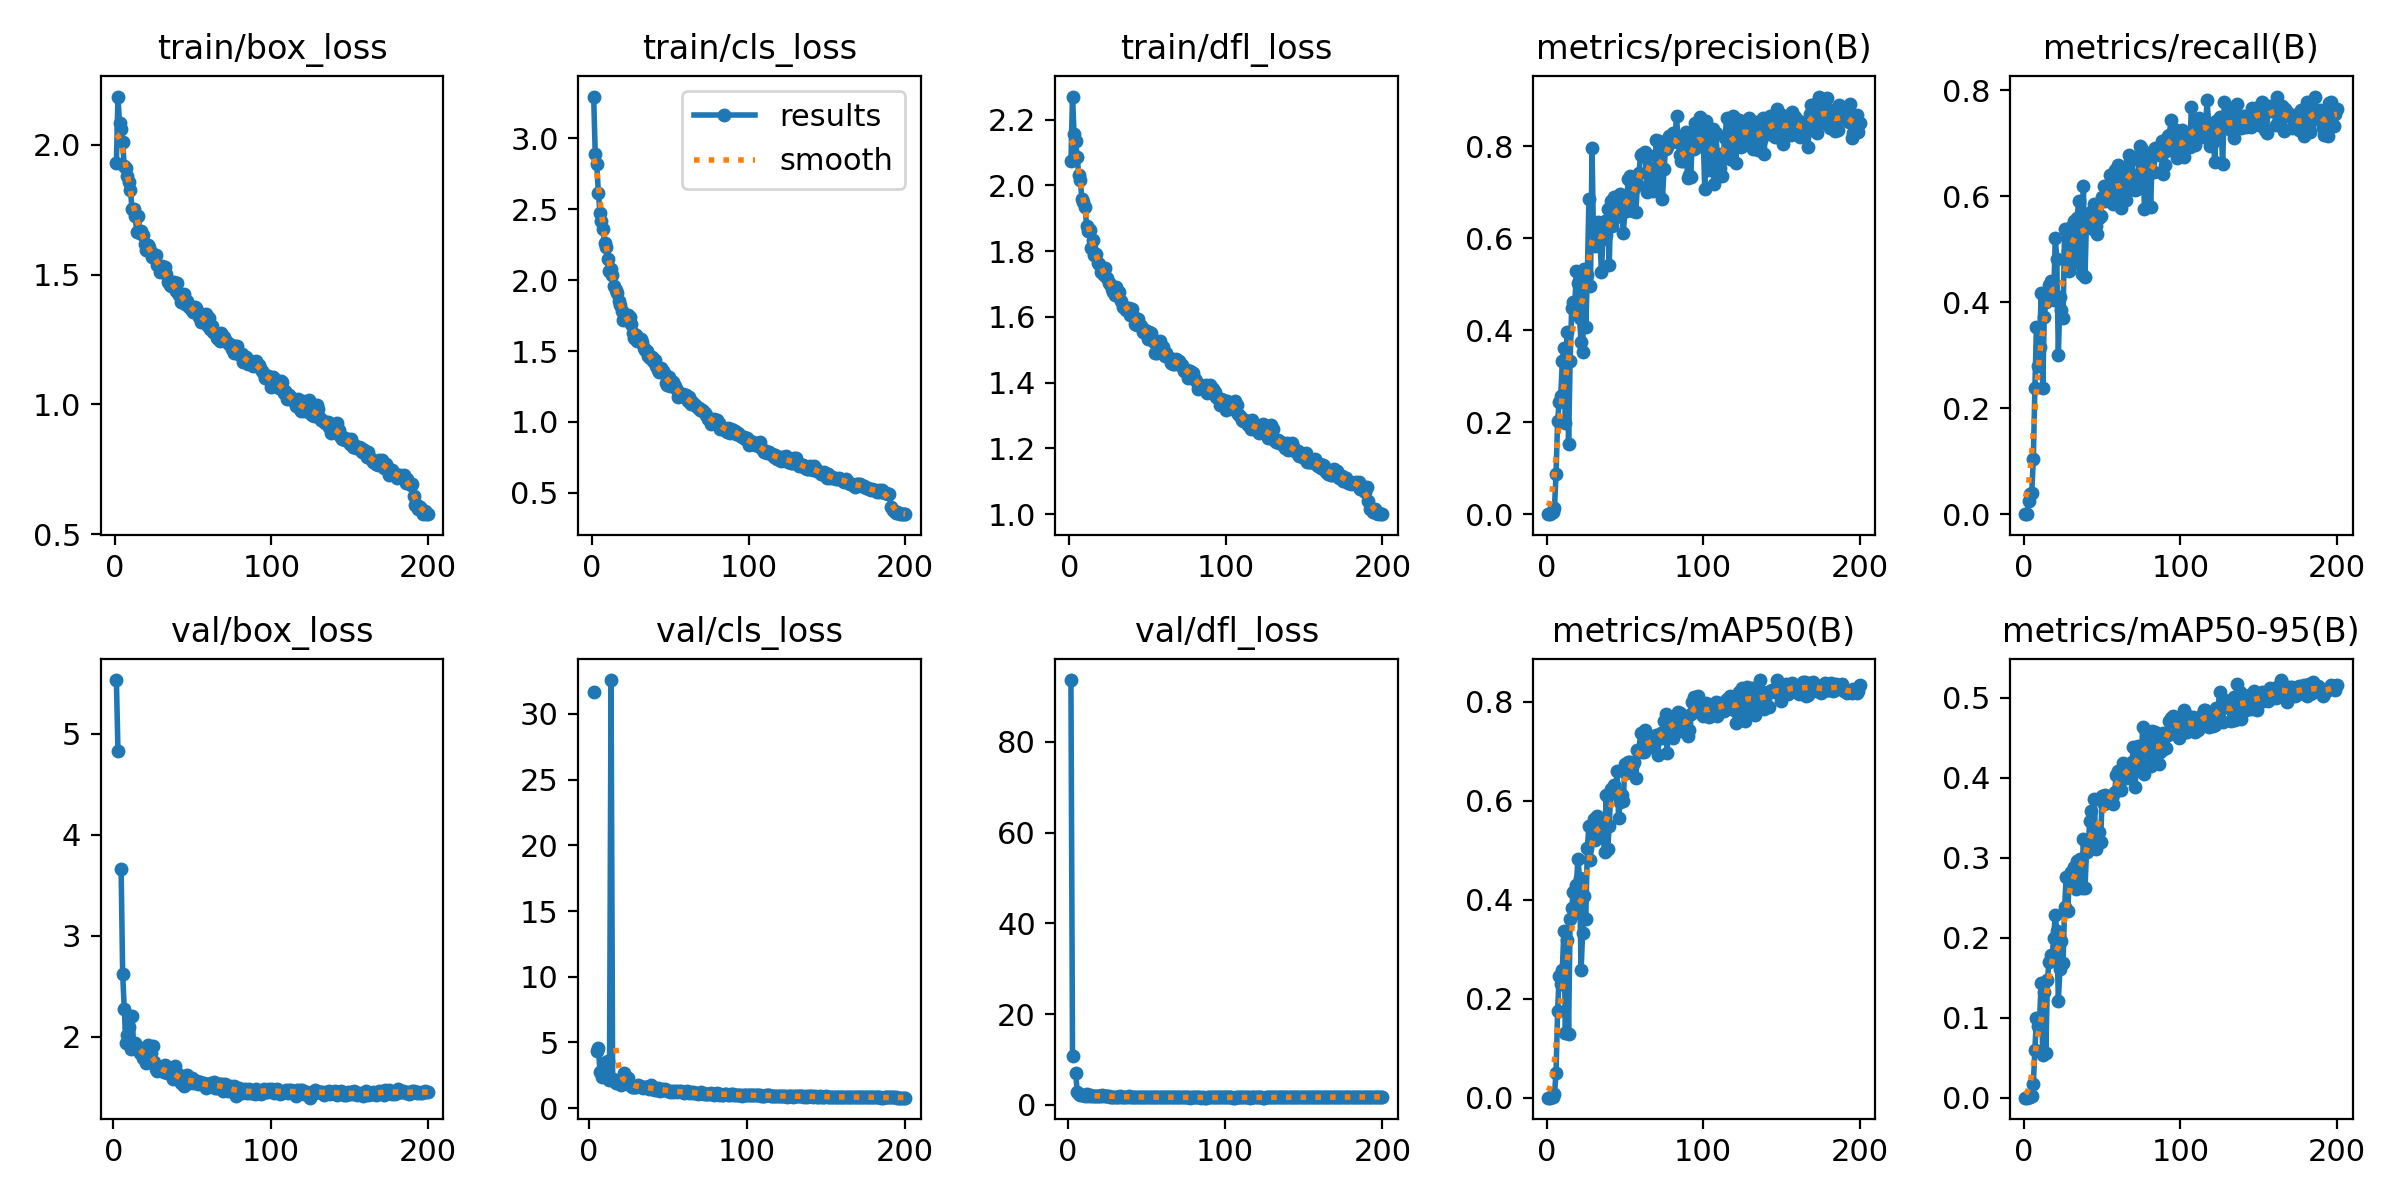 train/box_loss
2.0
1.5
1.0
0.5
0 100 200
train/cls_loss
results
smooth
3.0
2.5
2.0
1.5
1.0
0.5
0 100 200
train/dfl_loss
2.2
2.0
1.8
1.6
1.4
1.2
1.0
0 100 200
metrics/precision(B)
0.8
0.6
0.4
0.2
0.0
0 100 200
metrics/recall(B)
0.8
0.6
0.4
0.2
0.0
0 100 200
val/box_loss
5
4
3
2
0 100 200
val/cls_loss
30
25
20
15
10
5
0
0 100 200
val/dfl_loss
80
60
40
20
0
0 100 200
metrics/mAP50(B)
0.8
0.6
0.4
0.2
0.0
0 100 200
metrics/mAP50-95(B)
0.5
0.4
0.3
0.2
0.1
0.0
0 100 200